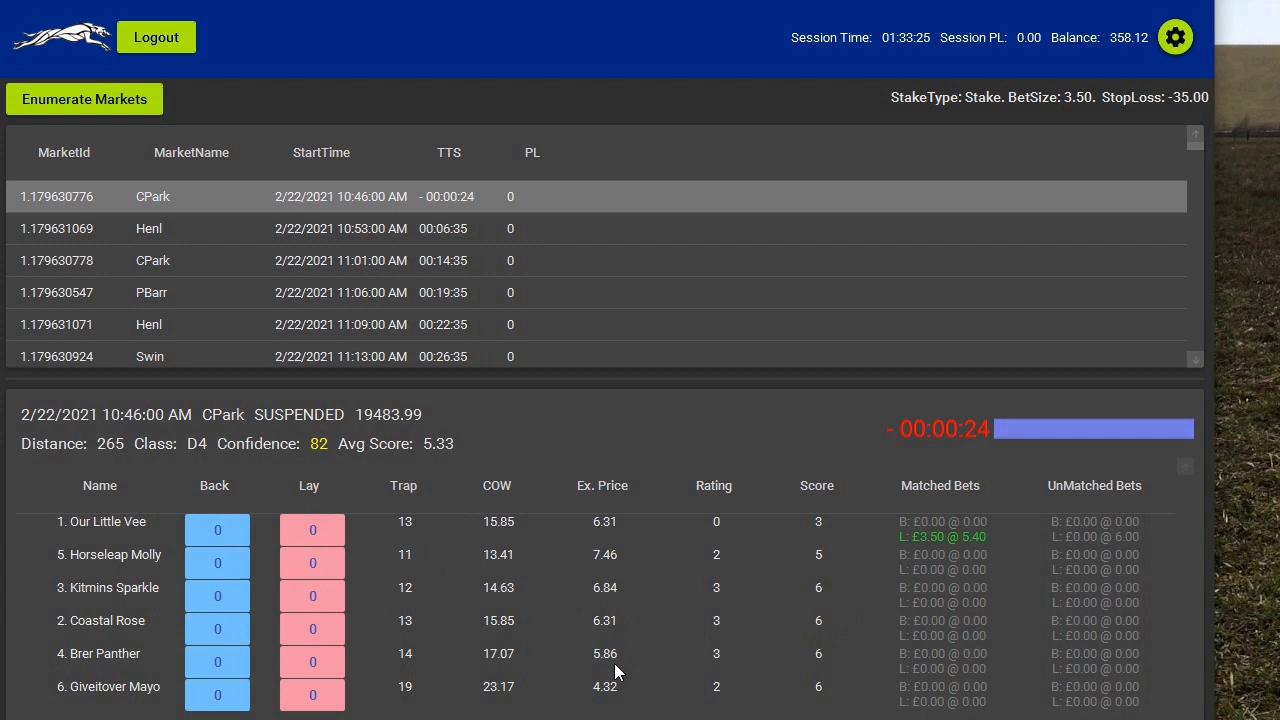 Logout
Session Time: 01:33:25 Session PL: 0.00 Balance: 358.12
Enumerate Markets
StakeType: Stake. BetSize: 3.50. StopLoss: -35.00
MarketId MarketName StartTime TTS PL
1.179630776 CPark 2/22/2021 10:46:00 AM - 00:00:24 0
1.179631069 Henl 2/22/2021 10:53:00 AM 00:06:35 0
1.179630778 CPark 2/22/2021 11:01:00 AM 00:14:35 0
1.179630547 PBarr 2/22/2021 11:06:00 AM 00:19:35 0
1.179631071 Henl 2/22/2021 11:09:00 AM 00:22:35 0
1.179630924 Swin 2/22/2021 11:13:00 AM 00:26:35 0
2/22/2021 10:46:00 AM CPark SUSPENDED 19483.99
- 00:00:24
Distance: 265 Class: D4 Confidence: 82 Avg Score: 5.33
Name Back Lay Trap COW Ex. Price Rating Score Matched Bets UnMatched Bets
1. Our Little Vee 0 0 13 15.85 6.31 0 3 B: £0.00 @ 0.00 B: £0.00 @ 0.00
L: £3.50 @ 5.40 L: £0.00 @ 6.00
5. Horseleap Molly 0 0 11 13.41 7.46 2 5 B: £0.00 @ 0.00 B: £0.00 @ 0.00
L: £0.00 @ 0.00 L: £0.00 @ 0.00
3. Kitmins Sparkle 0 0 12 14.63 6.84 3 6 B: £0.00 @ 0.00 B: £0.00 @ 0.00
L: £0.00 @ 0.00 L: £0.00 @ 0.00
2. Coastal Rose 0 0 13 15.85 6.31 3 6 B: £0.00 @ 0.00 B: £0.00 @ 0.00
L: £0.00 @ 0.00 L: £0.00 @ 0.00
4. Brer Panther 0 0 14 17.07 5.86 3 6 B: £0.00 @ 0.00 B: £0.00 @ 0.00
L: £0.00 @ 0.00 L: £0.00 @ 0.00
6. Giveitover Mayo 0 0 19 23.17 4.32 2 6 B: £0.00 @ 0.00 B: £0.00 @ 0.00
L: £0.00 @ 0.00 L: £0.00 @ 0.00